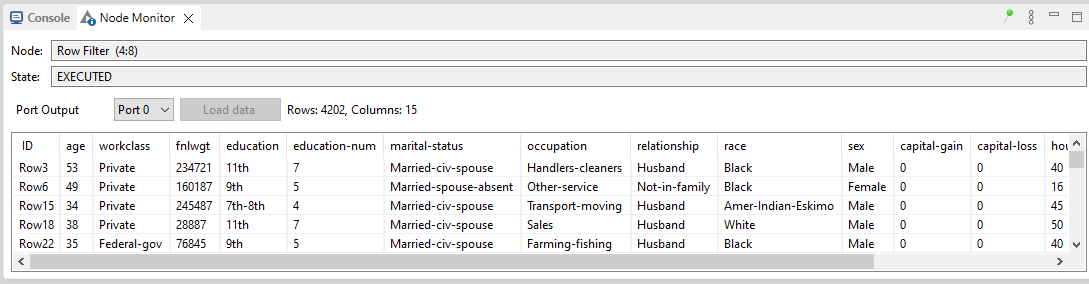 Console Node Monitor
Node: Row Filter (4:8)
State: EXECUTED
Port Output Port 0 Load data Rows: 4202, Columns: 15
ID age workclass fnlwgt education education-num marital-status occupation relationship race sex capital-gain capital-loss hou
Row3 53 Private 234721 11th 7 Married-civ-spouse Handlers-cleaners Husband Black Male 0 0 40
Row6 49 Private 160187 9th 5 Married-spouse-absent Other-service Not-in-family Black Female 0 0 16
Row15 34 Private 245487 7th-8th 4 Married-civ-spouse Transport-moving Husband Amer-Indian-Eskimo Male 0 0 45
Row18 38 Private 28887 11th 7 Married-civ-spouse Sales Husband White Male 0 0 50
Row22 35 Federal-gov 76845 9th 5 Married-civ-spouse Farming-fishing Husband Black Male 0 0 40